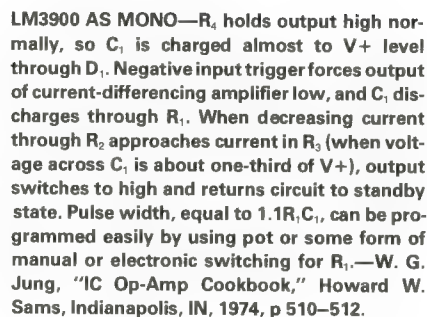 LM3900 AS MONO—R₄ holds output high nor-
mally, so C₁ is charged almost to V+ level
through D₁. Negative input trigger forces output
of current-differencing amplifier low, and C₁ dis-
charges through R₁. When decreasing current
through R₂ approaches current in R₃ (when volt-
age across C₁ is about one-third of V+), output
switches to high and returns circuit to standby
state. Pulse width, equal to 1.1R₁C₁, can be pro-
grammed easily by using pot or some form of
manual or electronic switching for R₁.—W. G.
Jung, "IC Op-Amp Cookbook," Howard W.
Sams, Indianapolis, IN, 1974, p 510–512.